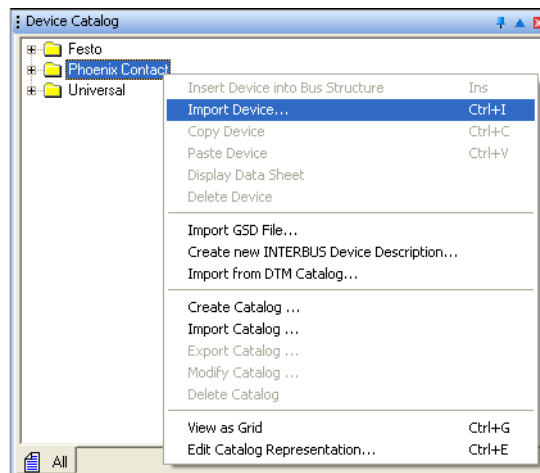 Device Catalog
Festo
Phoenix Contact
Universal
Insert Device into Bus Structure Ins
Import Device... Ctrl+I
Copy Device Ctrl+C
Paste Device Ctrl+V
Display Data Sheet
Delete Device
Import GSD File...
Create new INTERBUS Device Description...
Import from DTM Catalog...
Create Catalog ...
Import Catalog ...
Export Catalog ...
Modify Catalog ...
Delete Catalog
View as Grid Ctrl+G
Edit Catalog Representation... Ctrl+E
All